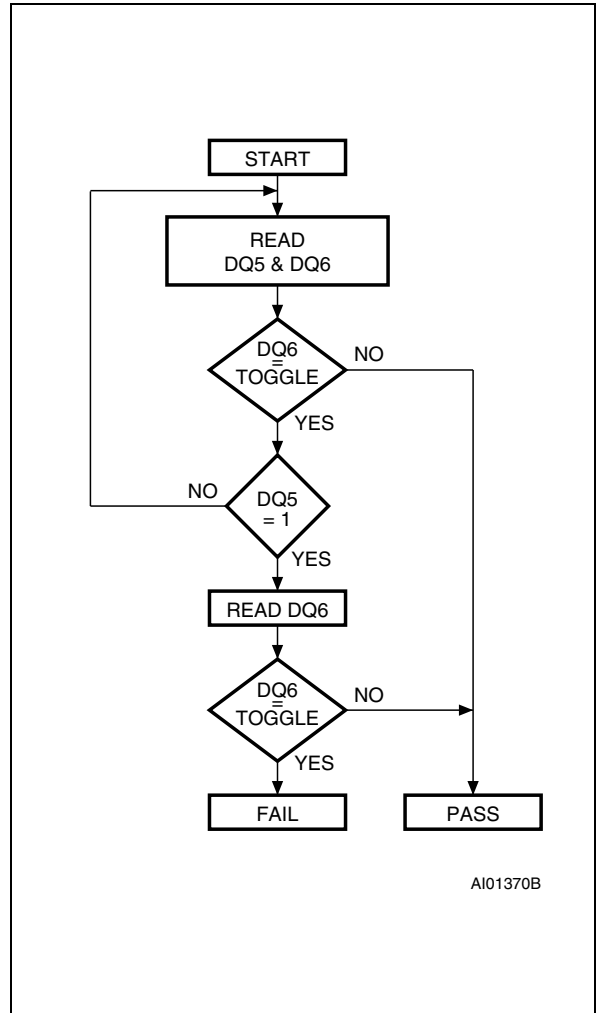 START
READ
DQ5 & DQ6
DQ6
=
TOGGLE
NO
YES
NO
DQ5
= 1
YES
READ DQ6
DQ6
=
TOGGLE
NO
YES
FAIL
PASS
AI01370B